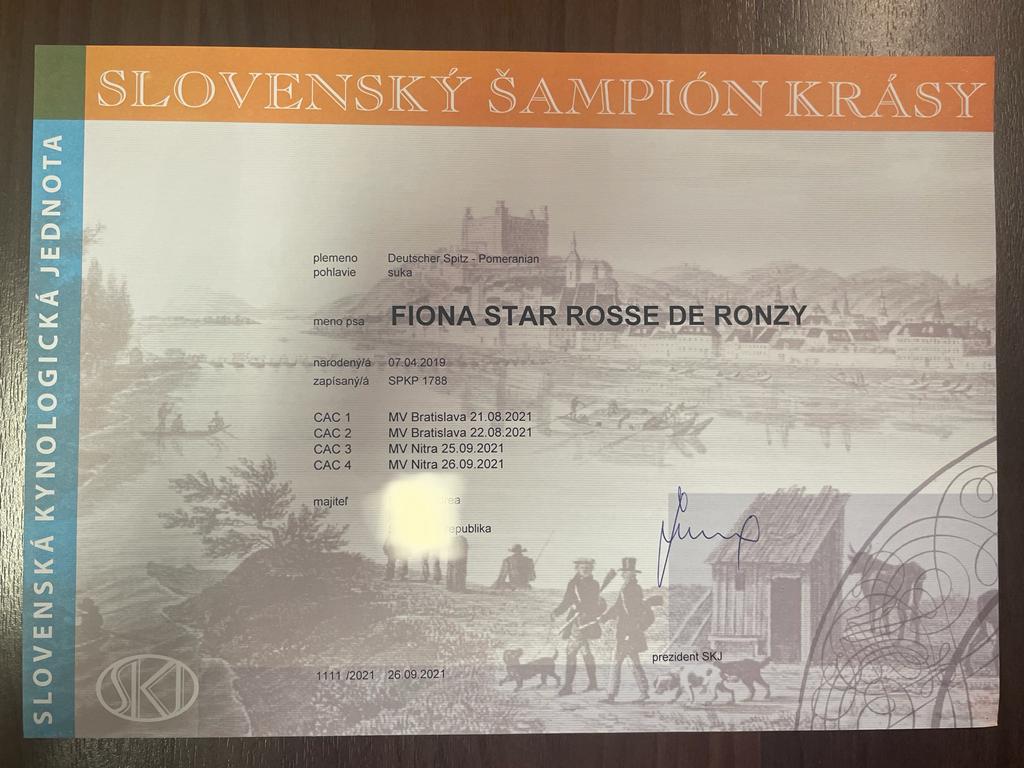 SLOVENSKÝ ŠAMPIÓN KRÁSY
SLOVENSKÁ KYNOLOGICKÁ JEDNOTA
plemeno Deutscher Spitz - Pomeranian
pohlavie suka
meno psa FIONA STAR ROSSE DE RONZY
narodený/á 07.04.2019
zapísaný/á SPKP 1788
CAC 1 MV Bratislava 21.08.2021
CAC 2 MV Bratislava 22.08.2021
CAC 3 MV Nitra 25.09.2021
CAC 4 MV Nitra 26.09.2021
majiteľ
epublika
prezident SKJ
1111 /2021 26.09.2021
SKJ